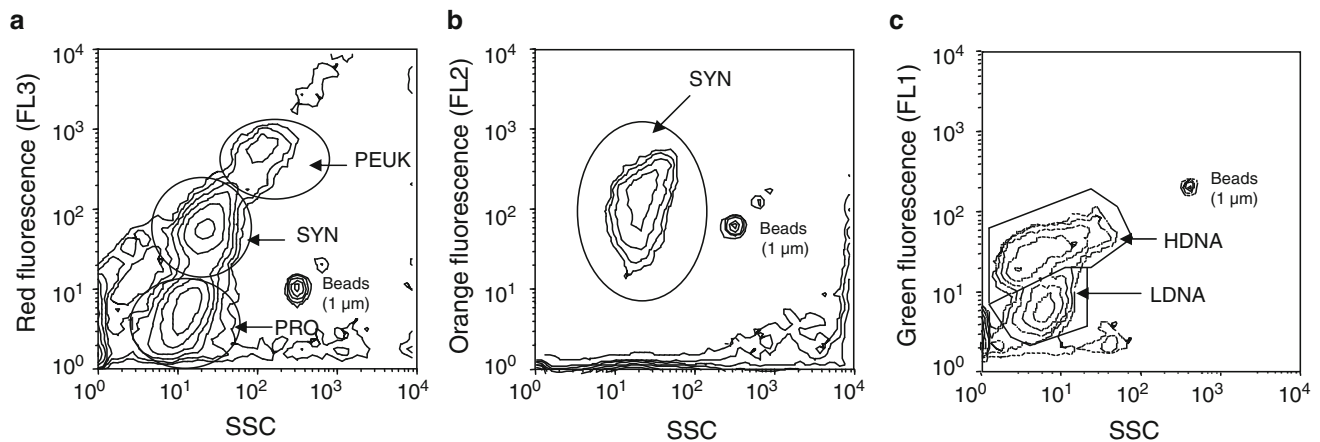 a
Red fluorescence (FL3)
10⁴
10³
10²
10¹
10⁰
PEUK
SYN
Beads
(1 µm)
PRO
10⁰ 10¹ 10² 10³ 10⁴
SSC
b
Orange fluorescence (FL2)
10⁴
10³
10²
10¹
10⁰
SYN
Beads
(1 µm)
10⁰ 10¹ 10² 10³ 10⁴
SSC
c
Green fluorescence (FL1)
10⁴
10³
10²
10¹
10⁰
Beads
(1 µm)
HDNA
LDNA
10⁰ 10¹ 10² 10³ 10⁴
SSC